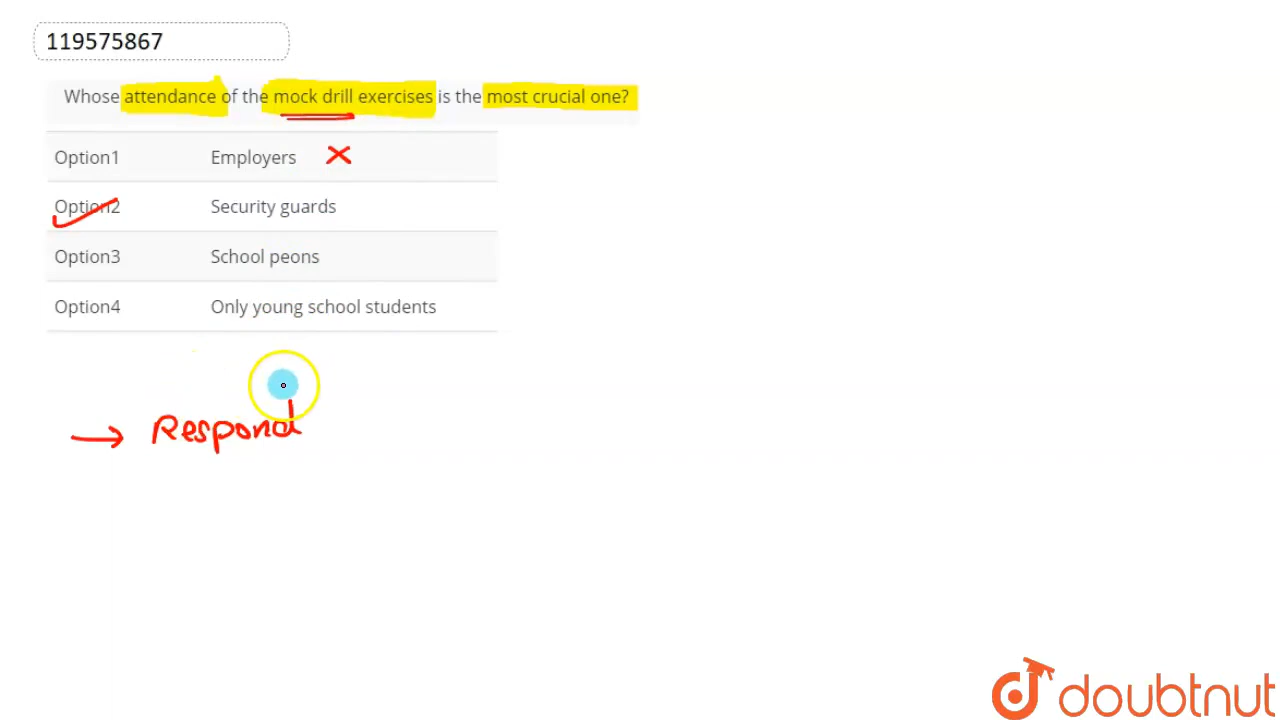 119575867
Whose attendance of the mock drill exercises is the most crucial one?
Option1 Employers
Option2 Security guards
Option3 School peons
Option4 Only young school students
→ Respond
doubtnut